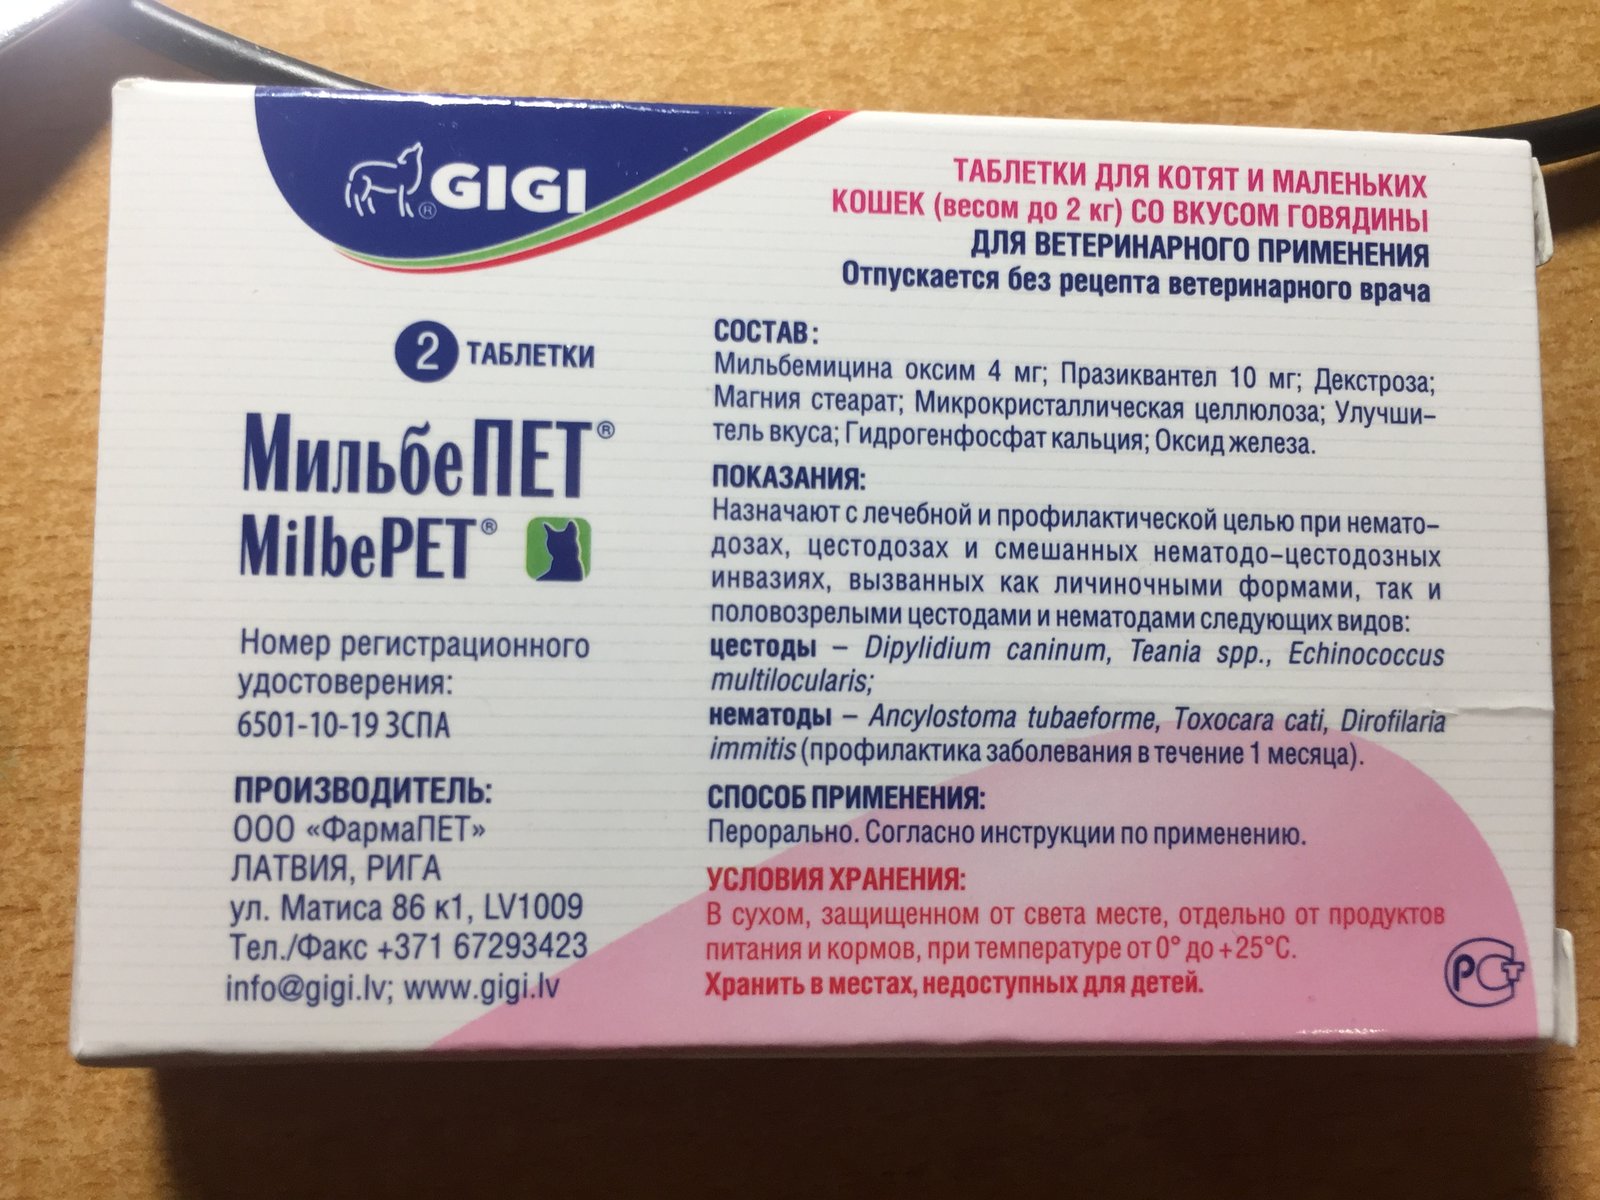 GIGI
®
2 ТАБЛЕТКИ
МильбеПЕТ®
MilbePET®
Номер регистрационного
удостоверения:
6501-10-19 ЗСПА
ПРОИЗВОДИТЕЛЬ:
ООО «ФармаПЕТ»
ЛАТВИЯ, РИГА
ул. Матиса 86 к1, LV1009
Тел./Факс +371 67293423
info@gigi.lv; www.gigi.lv
ТАБЛЕТКИ ДЛЯ КОТЯТ И МАЛЕНЬКИХ
КОШЕК (весом до 2 кг) СО ВКУСОМ ГОВЯДИНЫ
ДЛЯ ВЕТЕРИНАРНОГО ПРИМЕНЕНИЯ
Отпускается без рецепта ветеринарного врача
СОСТАВ:
Мильбемицина оксим 4 мг; Празиквантел 10 мг; Декстроза;
Магния стеарат; Микрокристаллическая целлюлоза; Улучши-
тель вкуса; Гидрогенфосфат кальция; Оксид железа.
ПОКАЗАНИЯ:
Назначают с лечебной и профилактической целью при немато-
дозах, цестодозах и смешанных нематодо-цестодозных
инвазиях, вызванных как личиночными формами, так и
половозрелыми цестодами и нематодами следующих видов:
цестоды – Dipylidium caninum, Teania spp., Echinococcus
multilocularis;
нематоды – Ancylostoma tubaeforme, Toxocara cati, Dirofilaria
immitis (профилактика заболевания в течение 1 месяца).
СПОСОБ ПРИМЕНЕНИЯ:
Перорально. Согласно инструкции по применению.
УСЛОВИЯ ХРАНЕНИЯ:
В сухом, защищенном от света месте, отдельно от продуктов
питания и кормов, при температуре от 0° до +25°C.
Хранить в местах, недоступных для детей.
РСТ